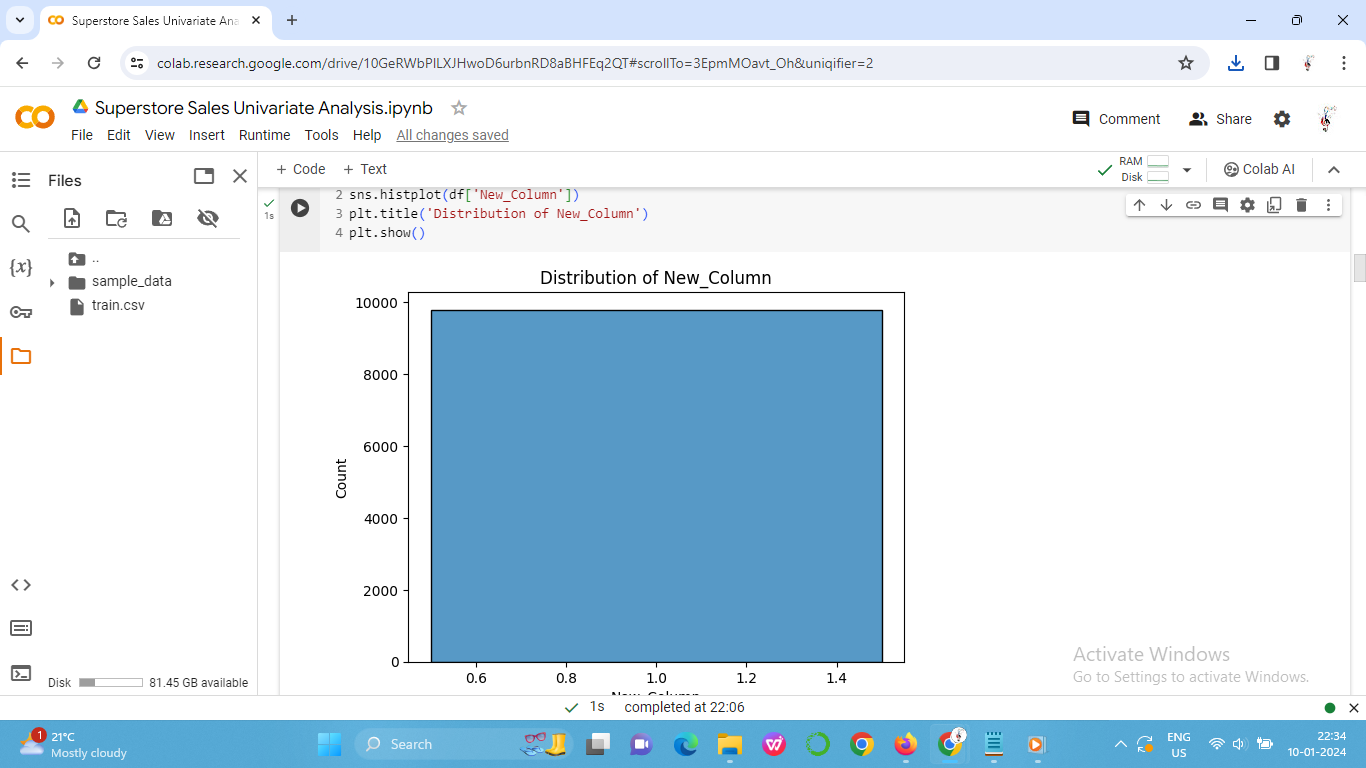 Superstore Sales Univariate Ana
colab.research.google.com/drive/10GeRWbPlLXJHwoD6urbnRD8aBHFEq2QT#scrollTo=3EpmMOavt_Oh&uniqifier=2
Superstore Sales Univariate Analysis.ipynb
File Edit View Insert Runtime Tools Help All changes saved
Comment Share
Files
+ Code + Text
RAM
Disk
Colab AI
1s
2 sns.histplot(df['New_Column'])
3 plt.title('Distribution of New_Column')
4 plt.show()
{x}
..
sample_data
train.csv
Distribution of New_Column
10000
8000
6000
4000
2000
0
Count
0.6 0.8 1.0 1.2 1.4
New_Column
Activate Windows
Go to Settings to activate Windows.
Disk 81.45 GB available
1s completed at 22:06
1
21°C
Mostly cloudy
Search
ENG
US
22:34
10-01-2024